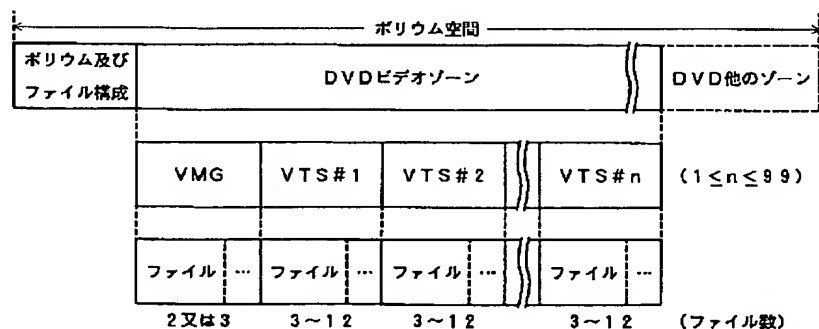 ボリウム空間
ボリウム及び
ファイル構成
DVDビデオゾーン
DVD他のゾーン
VMG VTS#1 VTS#2 VTS#n (1≤n≤99)
ファイル … ファイル … ファイル … ファイル …
2又は3 3~12 3~12 3~12 (ファイル数)